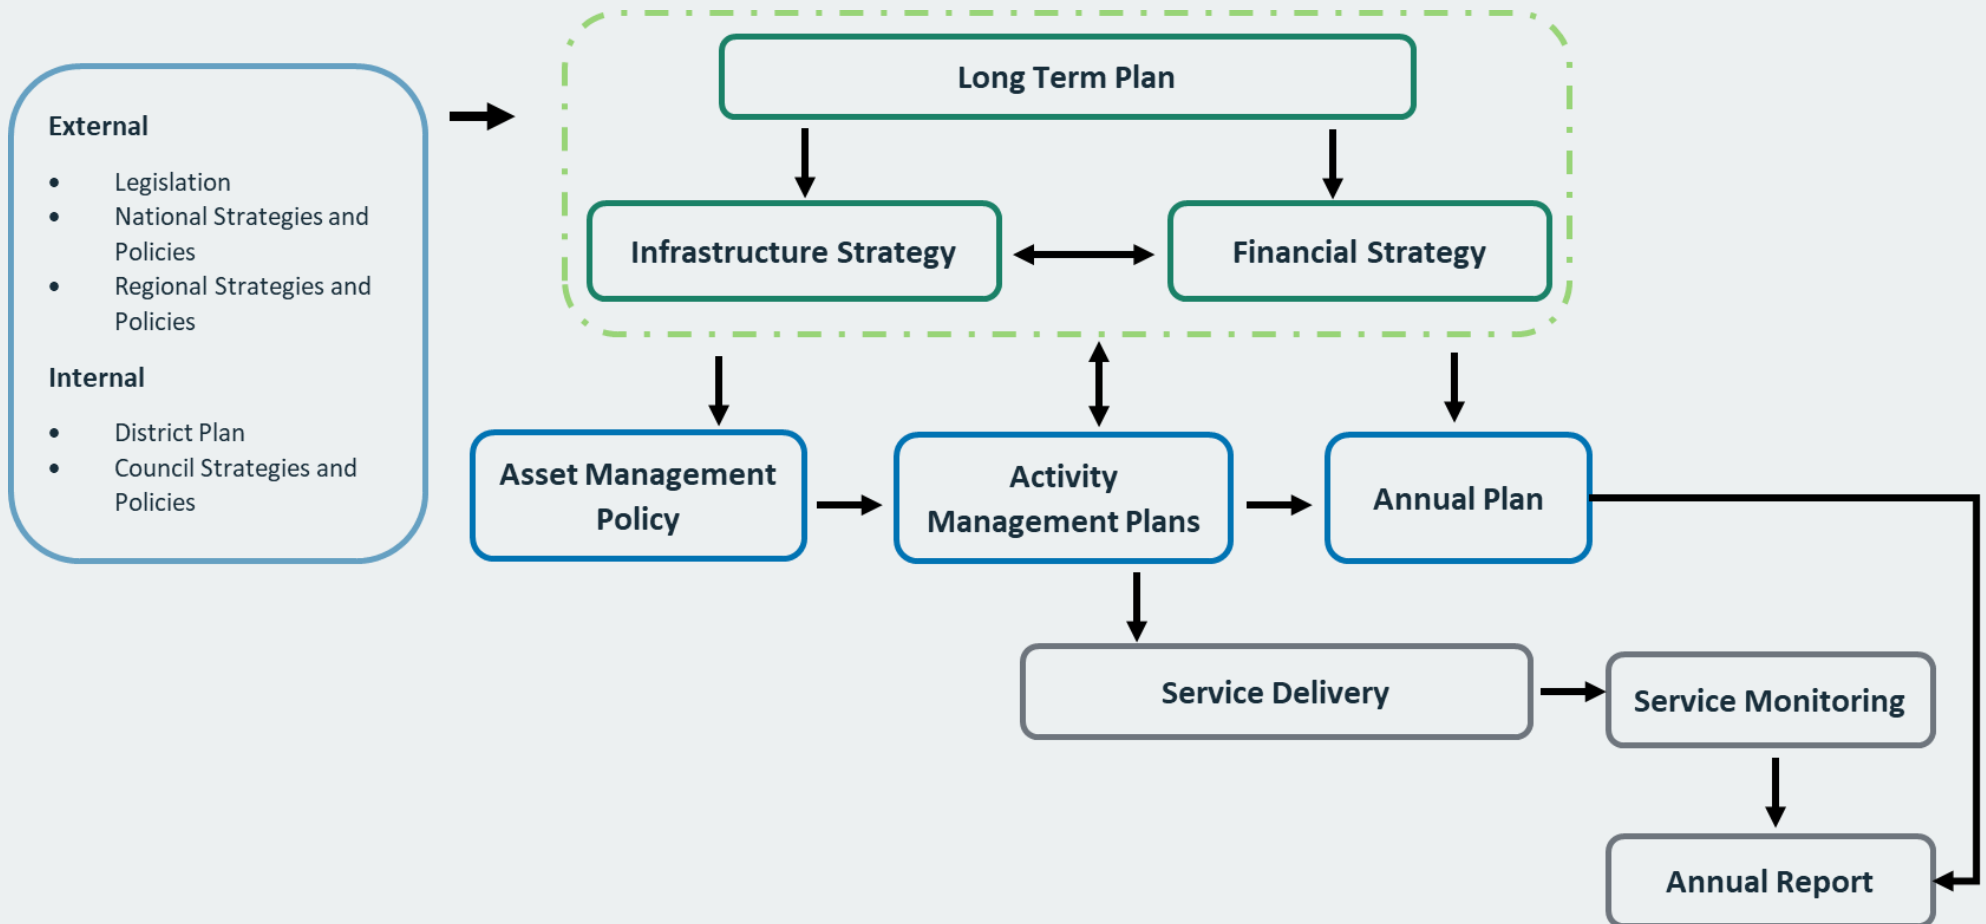 External
• Legislation
• National Strategies and
Policies
• Regional Strategies and
Policies
Internal
• District Plan
• Council Strategies and
Policies
Long Term Plan
Infrastructure Strategy
Financial Strategy
Asset Management
Policy
Activity
Management Plans
Annual Plan
Service Delivery
Service Monitoring
Annual Report